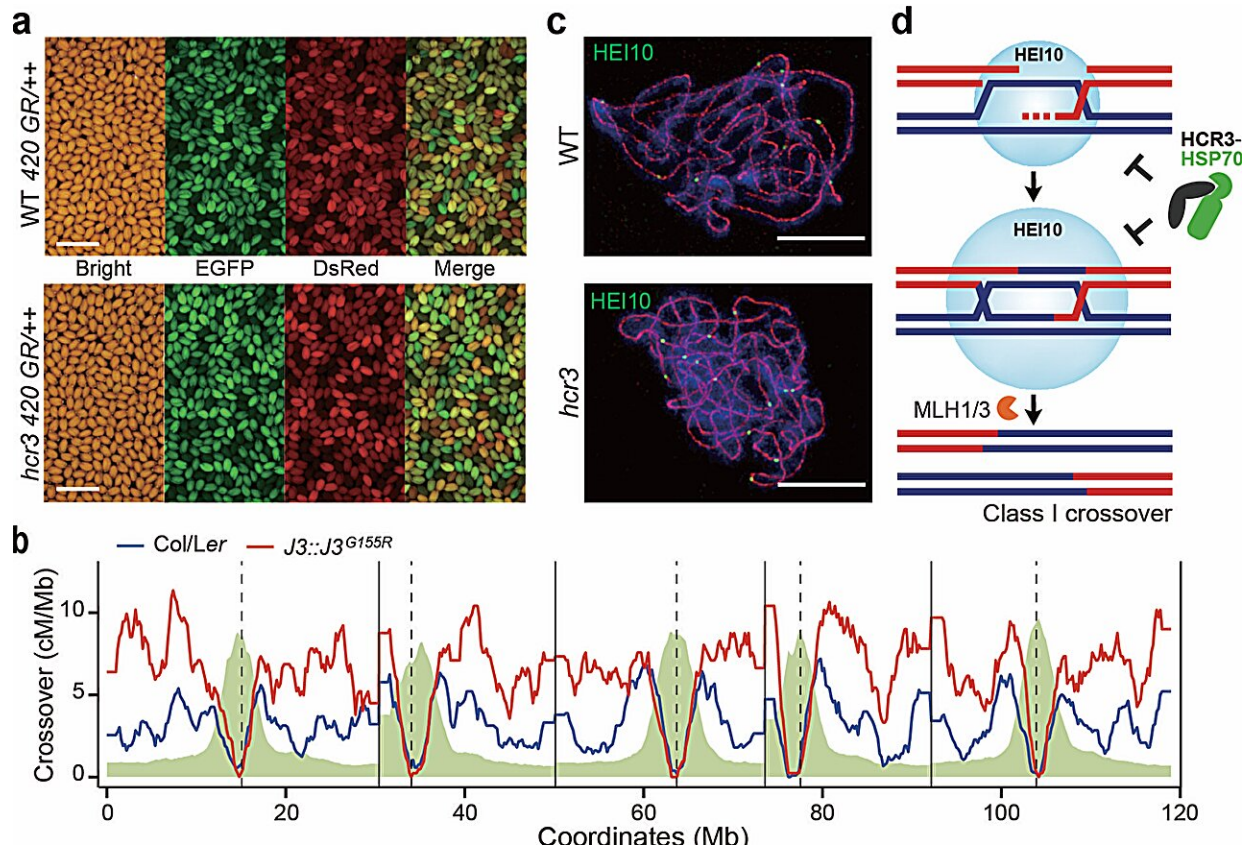 a
WT 420 GR/++
Bright EGFP DsRed Merge
hcr3 420 GR/++
c
HEI10
WT
HEI10
hcr3
d
HEI10
HCR3-
HSP70
HEI10
MLH1/3
Class I crossover
b
Col/Ler J3::J3G155R
Crossover (cM/Mb)
10
5
0
0 20 40 60 80 100 120
Coordinates (Mb)